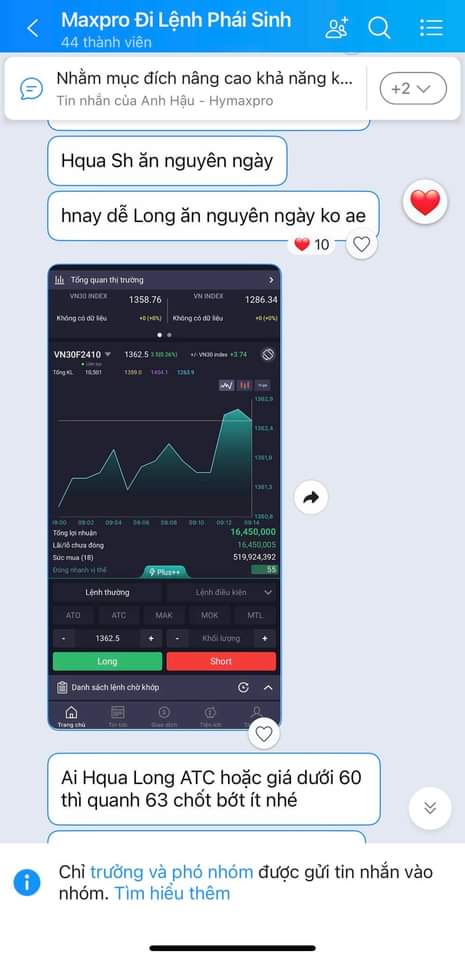 Maxpro Đi Lệnh Phái Sinh
44 thành viên
Nhằm mục đích nâng cao khả năng k...
Tin nhắn của Anh Hậu - Hymaxpro
+2
Hqua Sh ăn nguyên ngày
hnay dễ Long ăn nguyên ngày ko ae
10
Tổng quan thị trường
VN30 INDEX 1358.76 VN INDEX 1286.34
Không có dữ liệu +0 (+0%) Không có dữ liệu +0 (+0%)
VN30F2410 1362.5 3.5(0.26%) +/- VN30 index +3.74
Tổng KL 10,501 1359.0 1454.1 1263.9
1362,9
1362,4
1361,9
1361,3
1360,8
09:02 09:04 09:06 09:08 09:10 09:12 09:14
Tổng lợi nhuận 16,450,000
Lãi/lỗ chưa đóng 16,450,005
Sức mua (18) 519,924,392
Đóng nhanh vị thế Plus++ 55
Lệnh thường Lệnh điều kiện
ATO ATC MAK MOK MTL
- 1362.5 + - Khối lượng +
Long Short
Danh sách lệnh chờ khớp
Trang chủ Tin tức Giao dịch Tiện ích
Ai Hqua Long ATC hoặc giá dưới 60
thì quanh 63 chốt bớt ít nhé
Chỉ trưởng và phó nhóm được gửi tin nhắn vào
nhóm. Tìm hiểu thêm